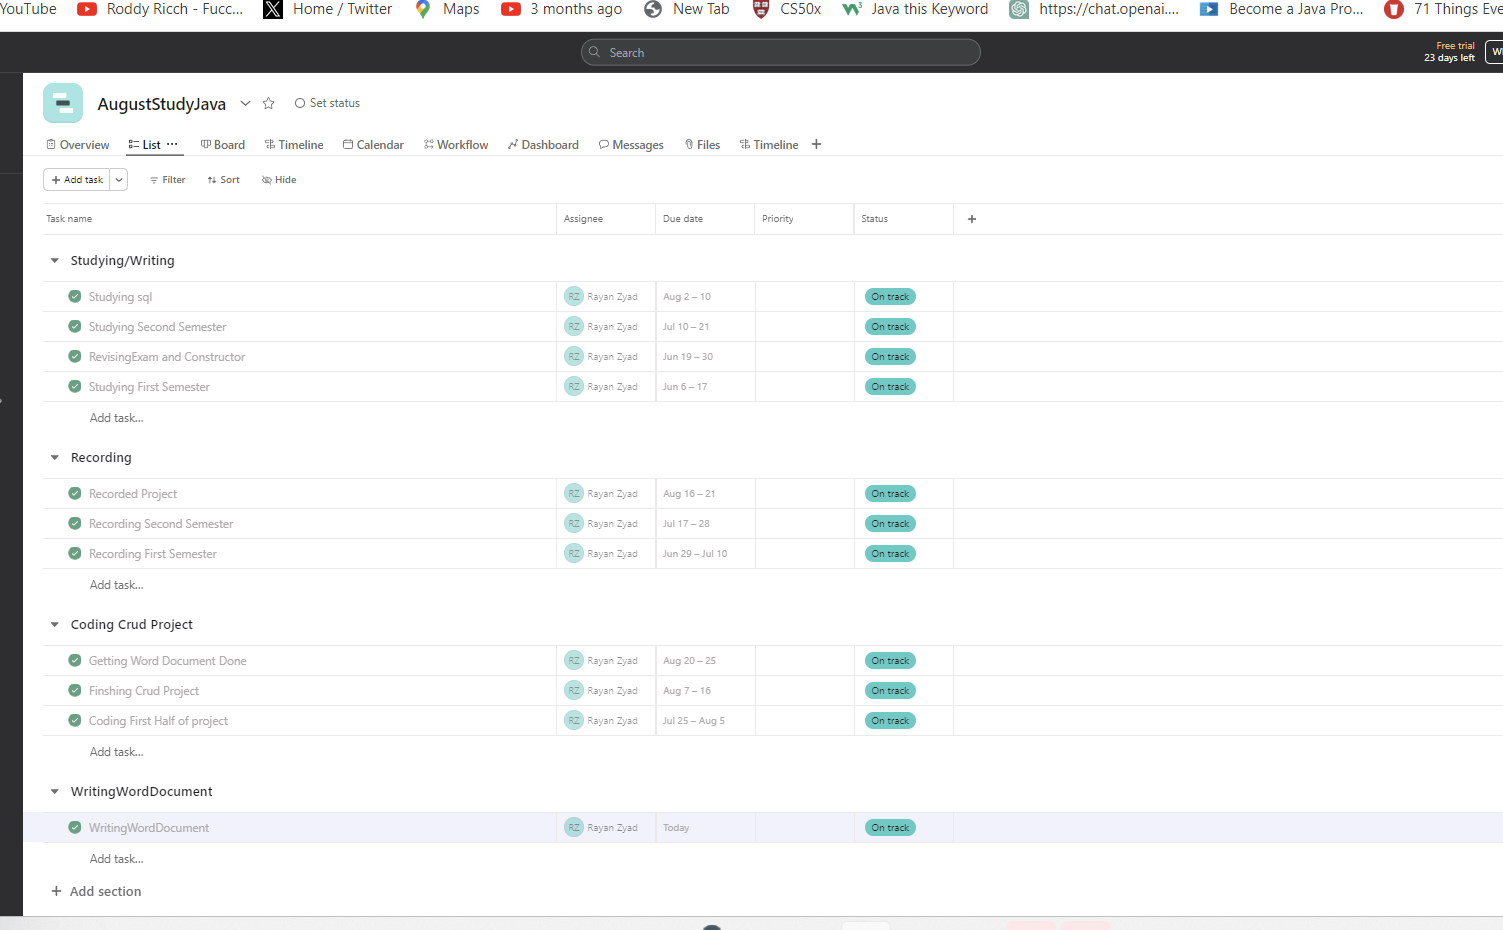 YouTube Roddy Ricch - Fucc... Home / Twitter Maps 3 months ago New Tab CS50x Java this Keyword https://chat.openai.... Become a Java Pro... 71 Things Eve
Search
Free trial
23 days left
AugustStudyJava Set status
Overview List ... Board Timeline Calendar Workflow Dashboard Messages Files Timeline +
+ Add task Filter Sort Hide
Task name Assignee Due date Priority Status +
Studying/Writing
Studying sql RZ Rayan Zyad Aug 2 – 10 On track
Studying Second Semester RZ Rayan Zyad Jul 10 – 21 On track
RevisingExam and Constructor RZ Rayan Zyad Jun 19 – 30 On track
Studying First Semester RZ Rayan Zyad Jun 6 – 17 On track
Add task...
Recording
Recorded Project RZ Rayan Zyad Aug 16 – 21 On track
Recording Second Semester RZ Rayan Zyad Jul 17 – 28 On track
Recording First Semester RZ Rayan Zyad Jun 29 – Jul 10 On track
Add task...
Coding Crud Project
Getting Word Document Done RZ Rayan Zyad Aug 20 – 25 On track
Finshing Crud Project RZ Rayan Zyad Aug 7 – 16 On track
Coding First Half of project RZ Rayan Zyad Jul 25 – Aug 5 On track
Add task...
WritingWordDocument
WritingWordDocument RZ Rayan Zyad Today On track
Add task...
+ Add section